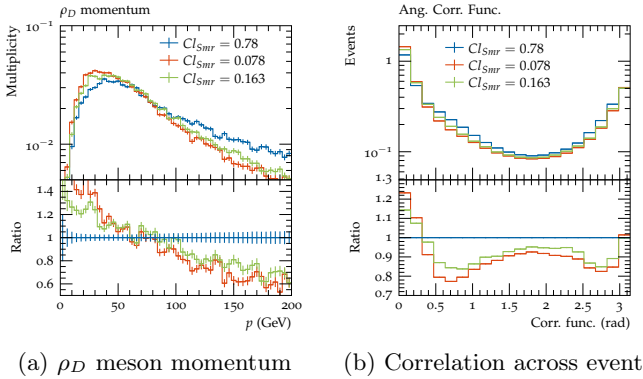 ρ_D momentum
Multiplicity
10^−1
10^−2
Cl_Smr = 0.78
Cl_Smr = 0.078
Cl_Smr = 0.163
Ratio
1.4
1.2
1
0.8
0.6
0 50 100 150 200
p (GeV)
(a) ρ_D meson momentum
Ang. Corr. Func.
Events
1
10^−1
Cl_Smr = 0.78
Cl_Smr = 0.078
Cl_Smr = 0.163
Ratio
1.3
1.2
1.1
1
0.9
0.8
0.7
0 0.5 1 1.5 2 2.5 3
Corr. func. (rad)
(b) Correlation across event